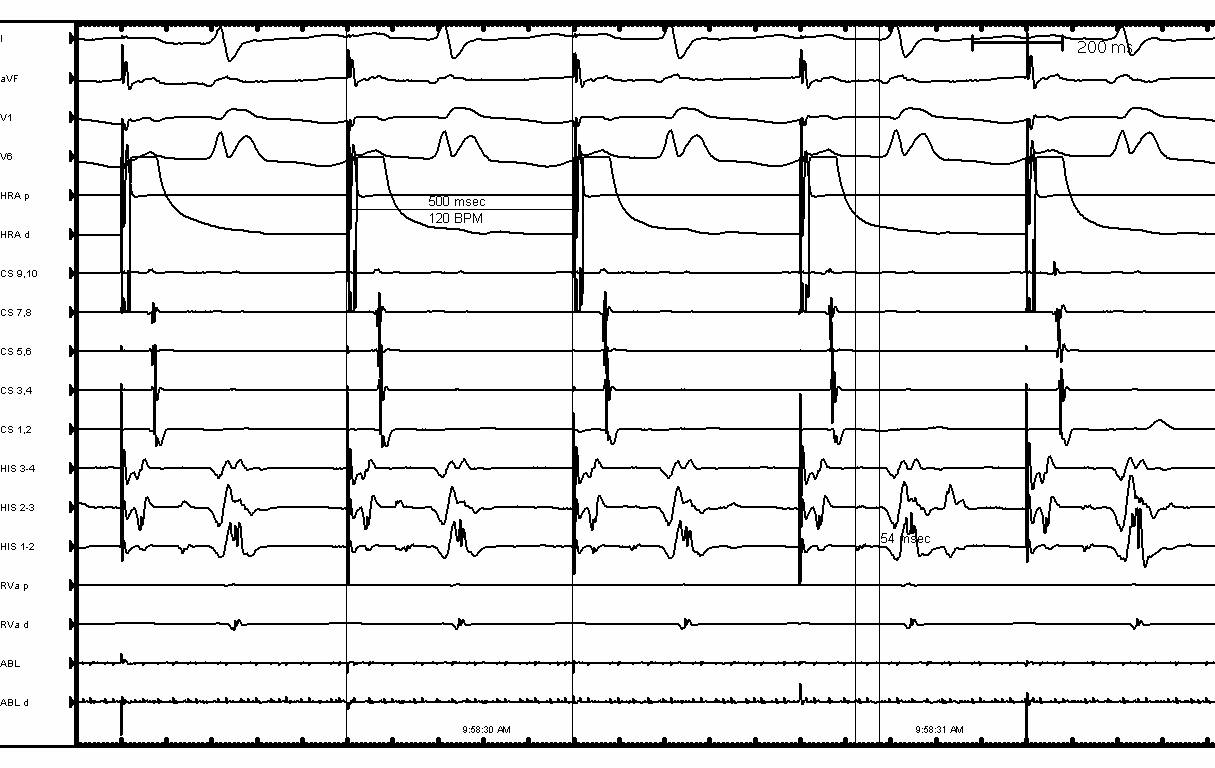 I
200 ms
aVF
V1
V6
HRA p
500 msec
120 BPM
HRA d
CS 9,10
CS 7,8
CS 5,6
CS 3,4
CS 1,2
HIS 3-4
HIS 2-3
54 msec
HIS 1-2
RVa p
RVa d
ABL
ABL d
9:58:30 AM
9:58:31 AM